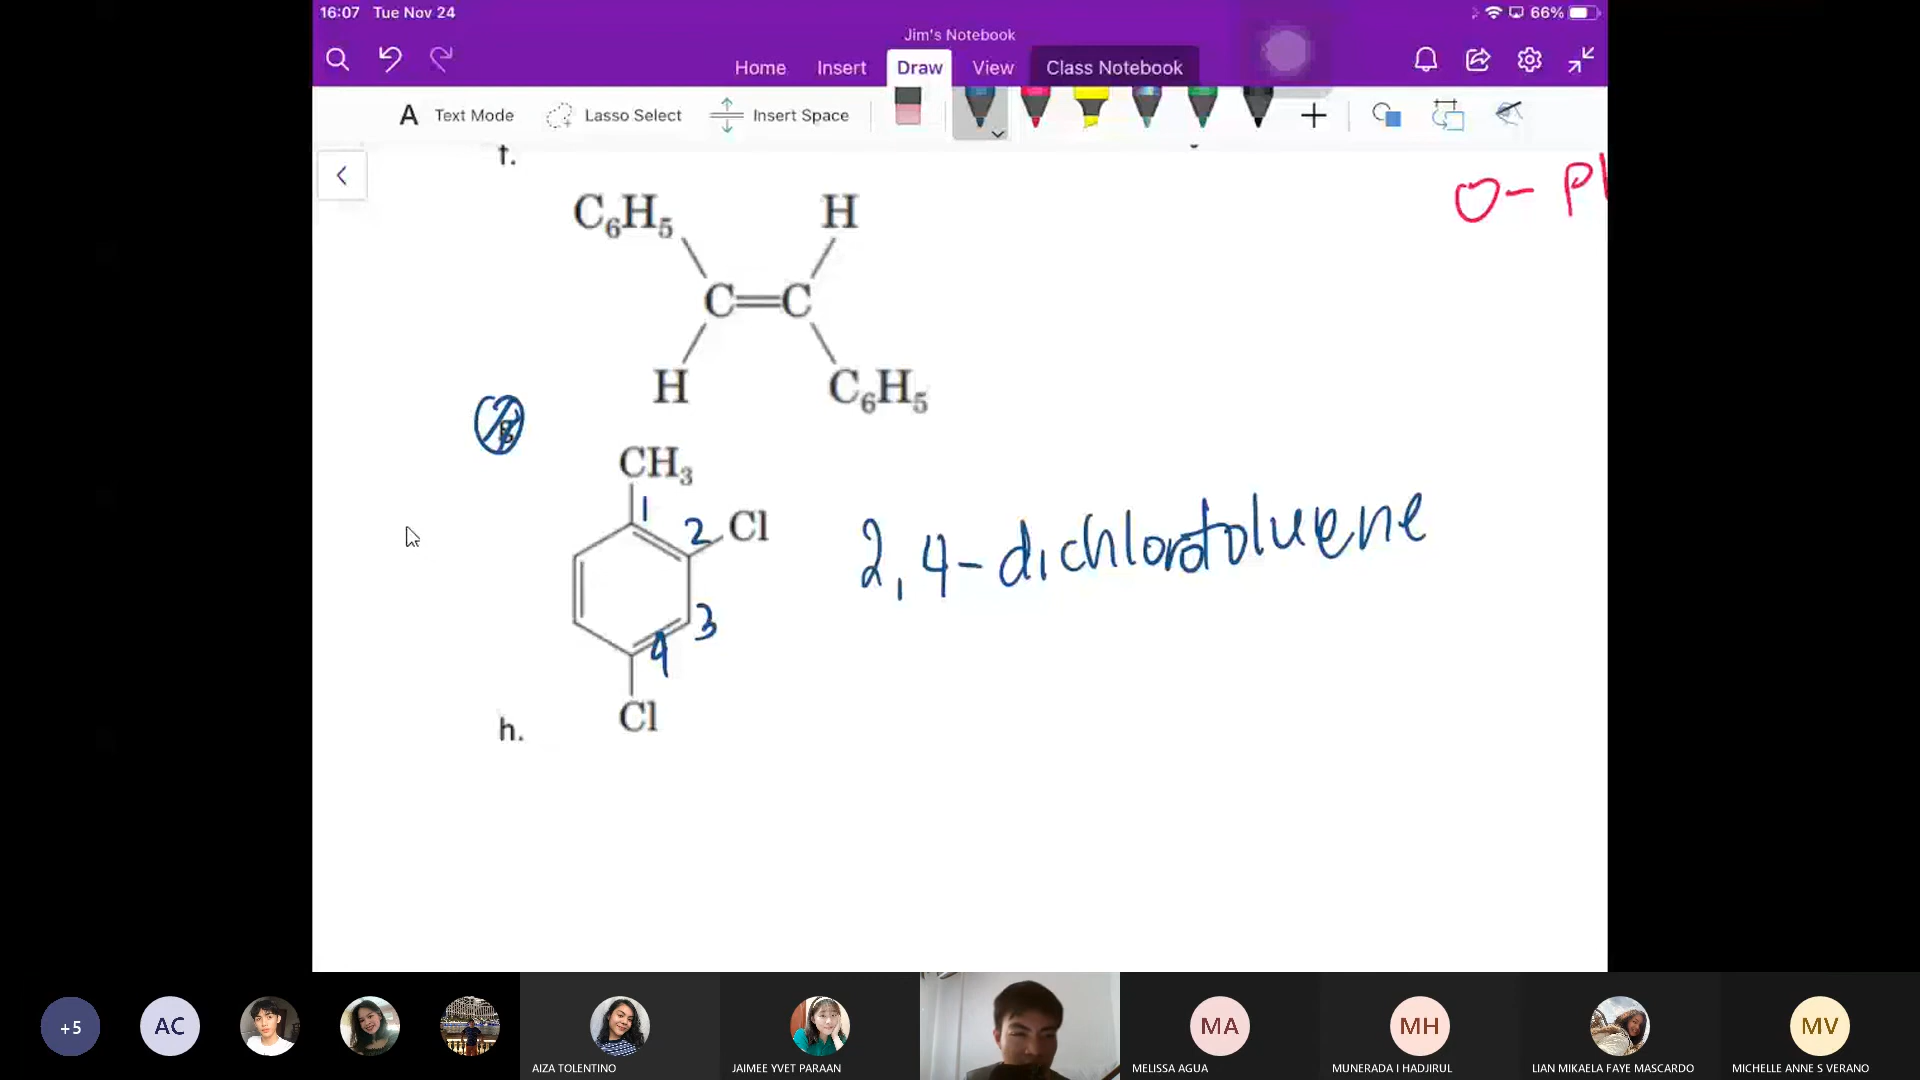 16:07 Tue Nov 24
66%
Jim's Notebook
Home Insert Draw View Class Notebook
A Text Mode Lasso Select Insert Space
f.
O- P
C6H5 H
C=C
H C6H5
CH3
1
2 Cl
2,4-dichlorotoluene
3
4
Cl
h.
+5 AC MA MH MV
AIZA TOLENTINO JAIMEE YVET PARAAN MELISSA AGUA MUNERADA I HADJIRUL LIAN MIKAELA FAYE MASCARDO MICHELLE ANNE S VERANO